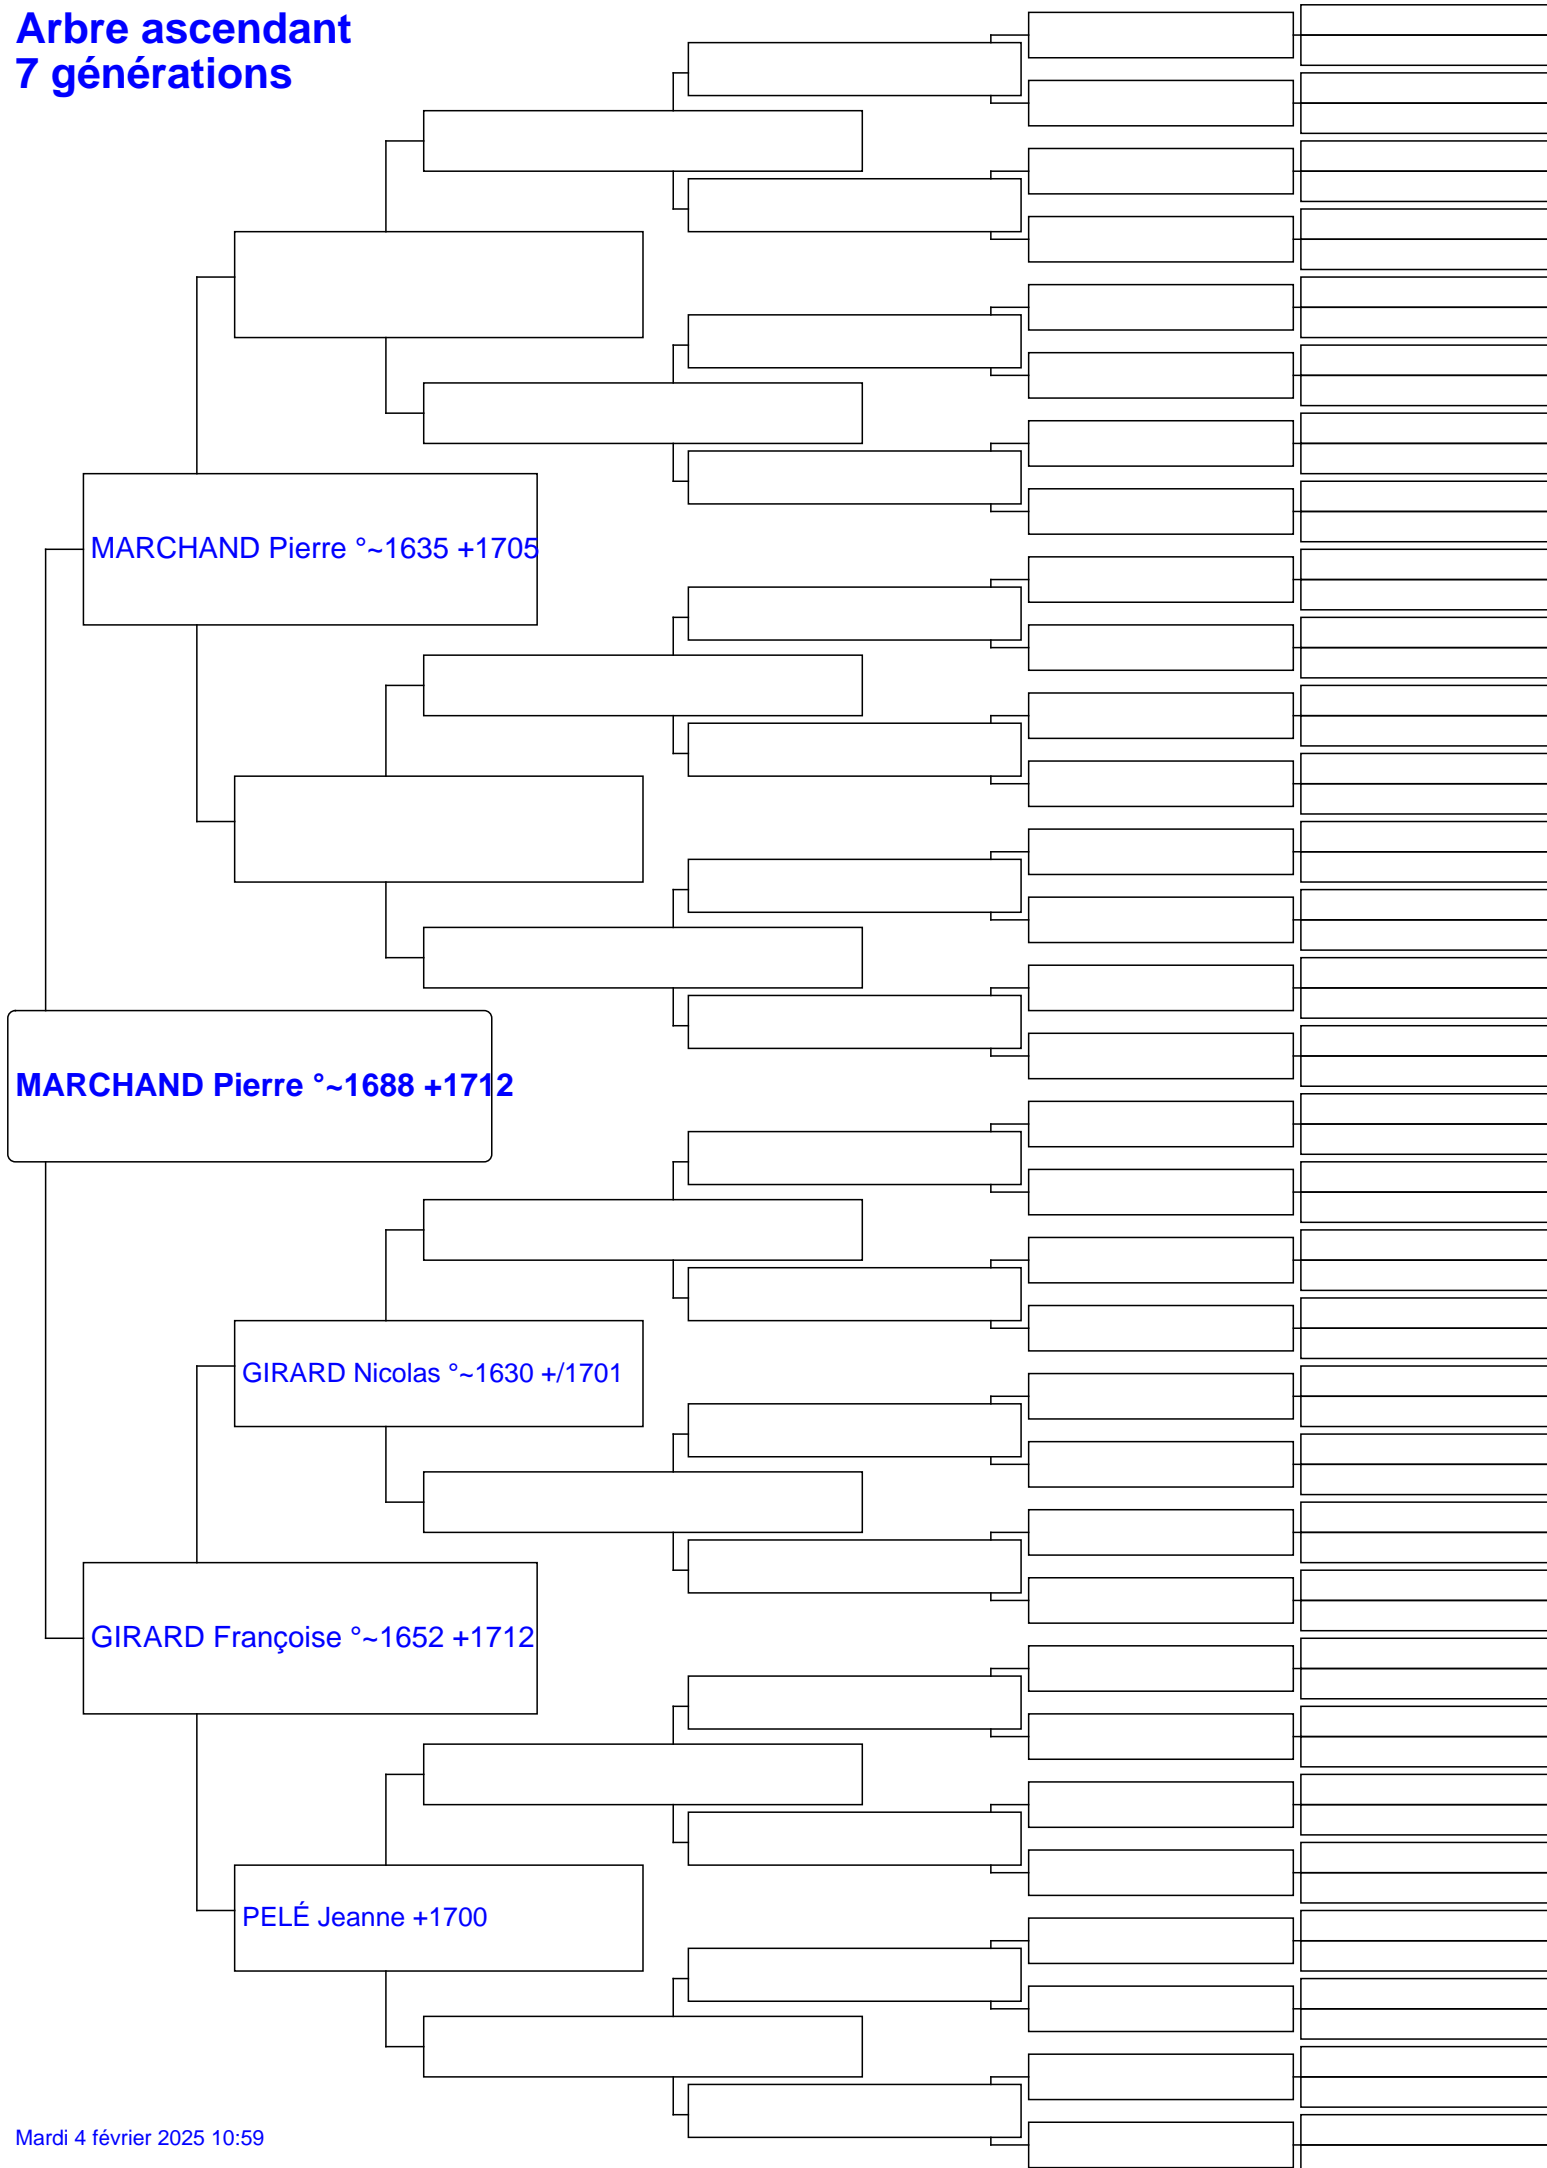 Arbre ascendant
7 générations
MARCHAND Pierre °~1635 +1705
MARCHAND Pierre °~1688 +1712
GIRARD Nicolas °~1630 +/1701
GIRARD Françoise °~1652 +1712
PELÉ Jeanne +1700
Mardi 4 février 2025 10:59